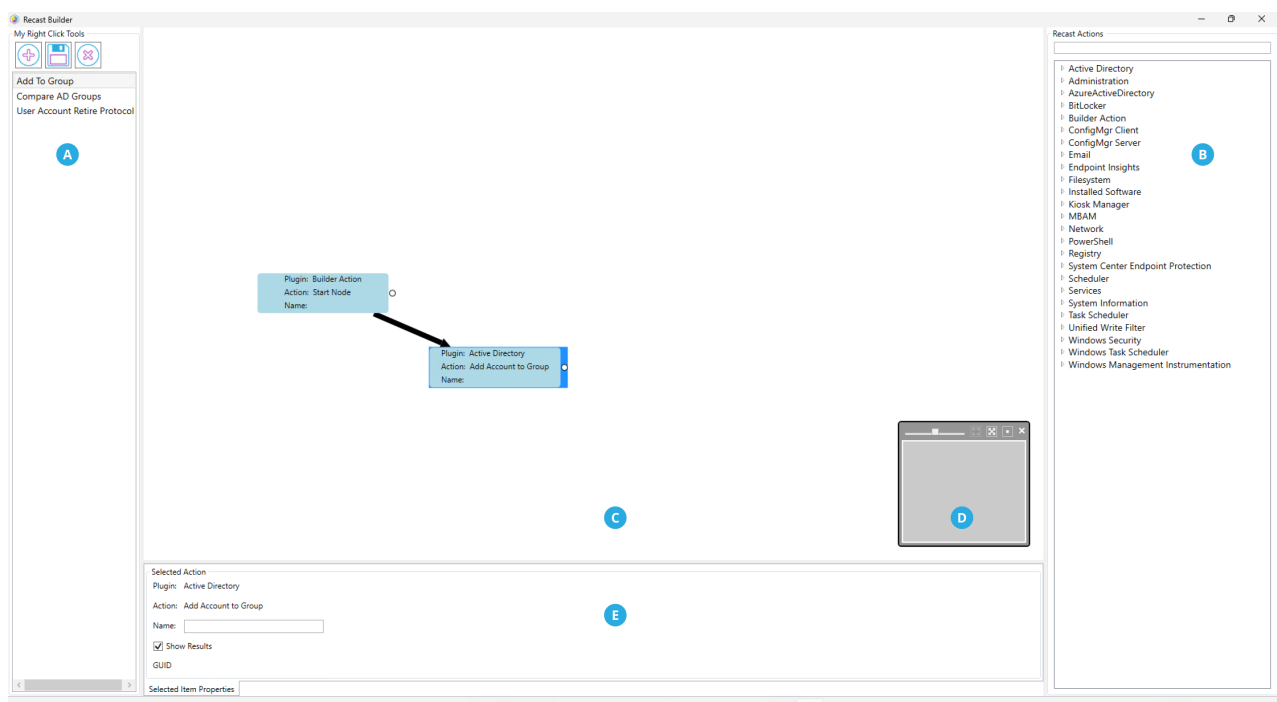 Recast Builder
My Right Click Tools
Add To Group
Compare AD Groups
User Account Retire Protocol
A
Plugin: Builder Action
Action: Start Node
Name:
Plugin: Active Directory
Action: Add Account to Group
Name:
C
D
Selected Action
Plugin: Active Directory
Action: Add Account to Group
Name:
Show Results
GUID
E
Selected Item Properties
Recast Actions
Active Directory
Administration
AzureActiveDirectory
BitLocker
Builder Action
ConfigMgr Client
ConfigMgr Server
Email
B
Endpoint Insights
Filesystem
Installed Software
Kiosk Manager
MBAM
Network
PowerShell
Registry
System Center Endpoint Protection
Scheduler
Services
System Information
Task Scheduler
Unified Write Filter
Windows Security
Windows Task Scheduler
Windows Management Instrumentation